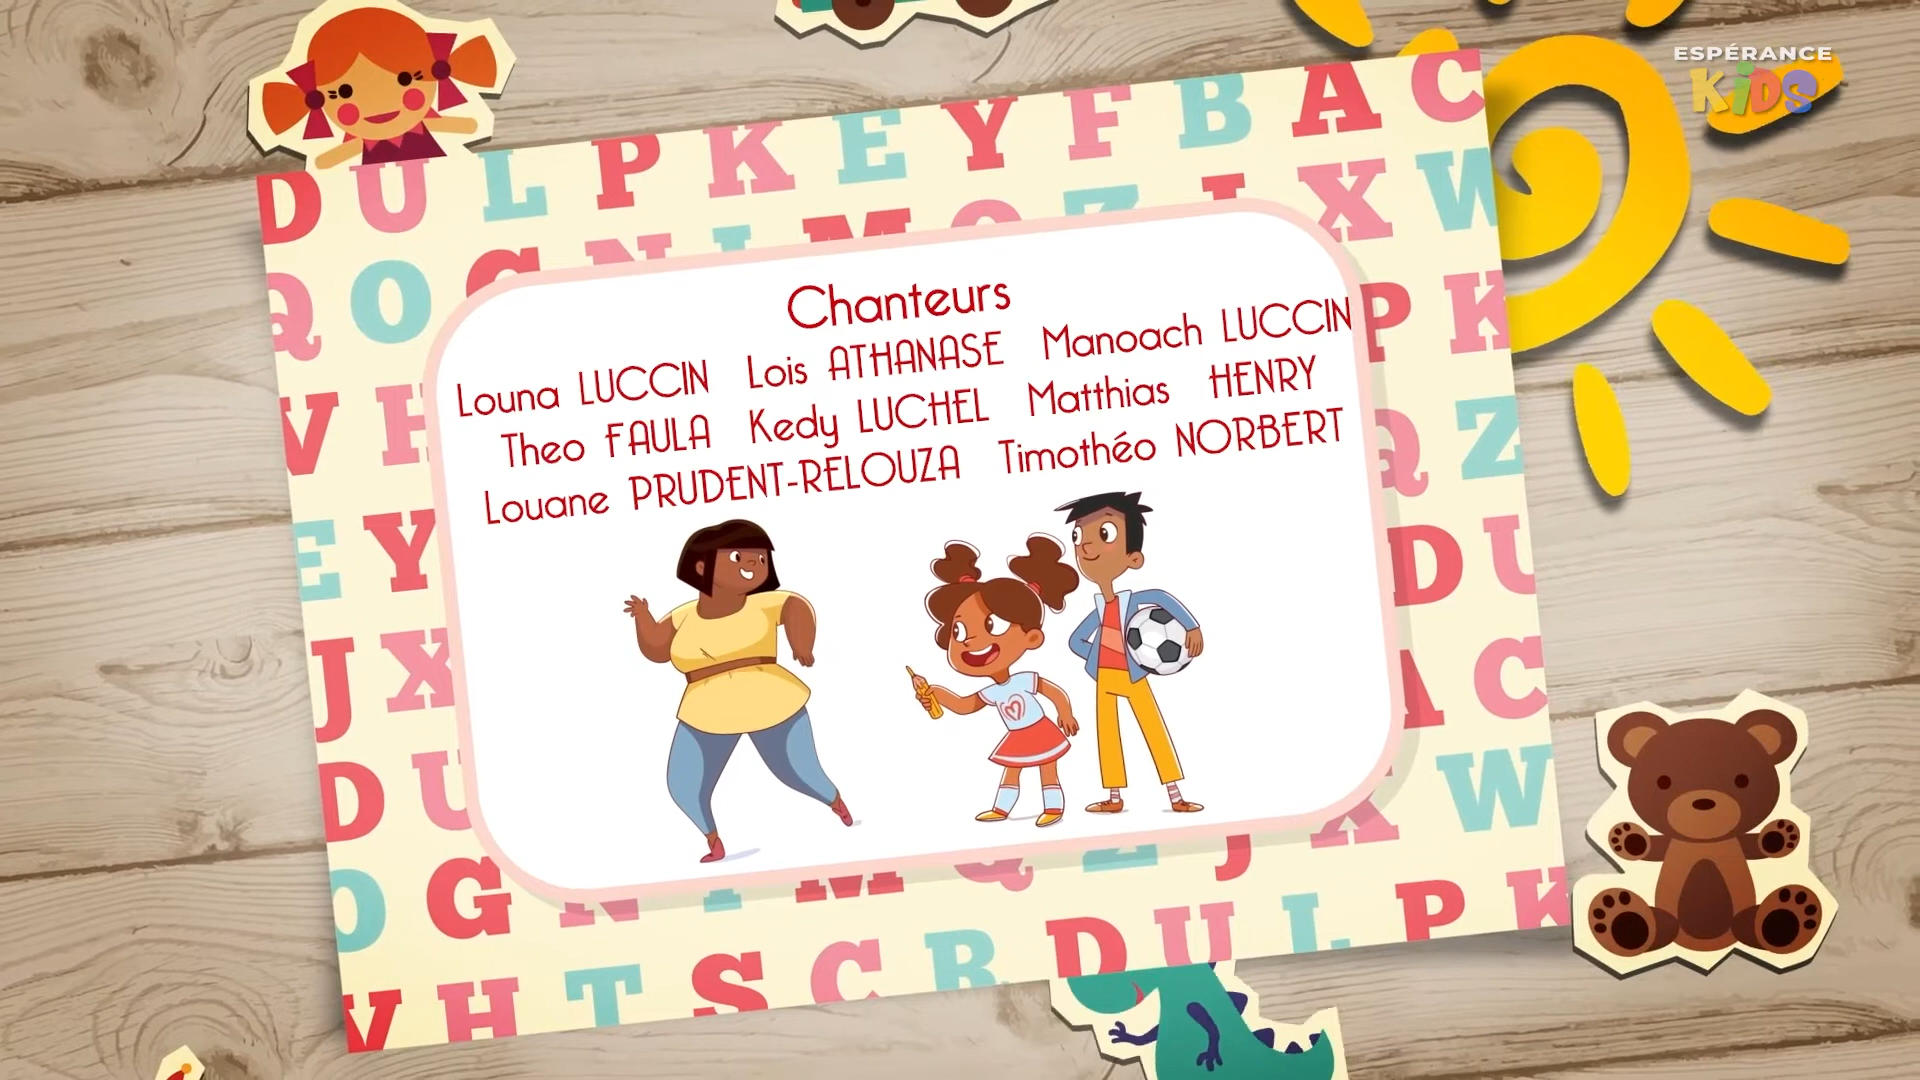 ESPÉRANCE
KiDS
Chanteurs
Louna LUCCIN Lois ATHANASE Manoach LUCCIN
Theo FAULA Kedy LUCHEL Matthias HENRY
Louane PRUDENT-RELOUZA Timothéo NORBERT